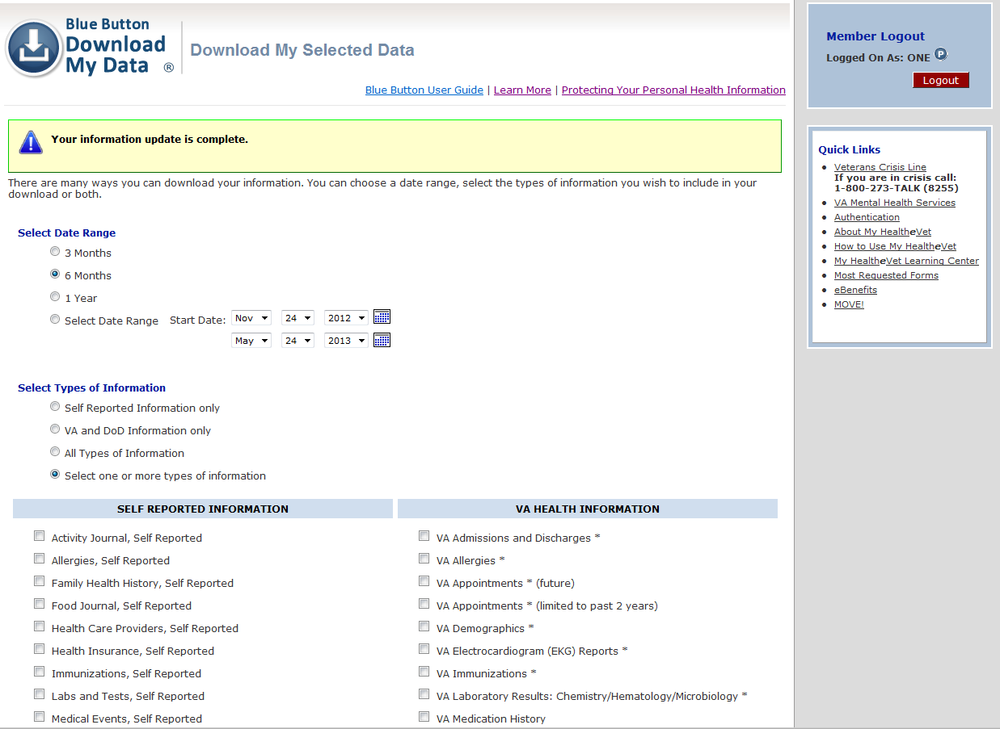 Blue Button
Download
My Data ®
Download My Selected Data
Blue Button User Guide | Learn More | Protecting Your Personal Health Information
Your information update is complete.
There are many ways you can download your information. You can choose a date range, select the types of information you wish to include in your
download or both.
Select Date Range
3 Months
6 Months
1 Year
Select Date Range Start Date: Nov 24 2012
May 24 2013
Select Types of Information
Self Reported Information only
VA and DoD Information only
All Types of Information
Select one or more types of information
SELF REPORTED INFORMATION
Activity Journal, Self Reported
Allergies, Self Reported
Family Health History, Self Reported
Food Journal, Self Reported
Health Care Providers, Self Reported
Health Insurance, Self Reported
Immunizations, Self Reported
Labs and Tests, Self Reported
Medical Events, Self Reported
VA HEALTH INFORMATION
VA Admissions and Discharges *
VA Allergies *
VA Appointments * (future)
VA Appointments * (limited to past 2 years)
VA Demographics *
VA Electrocardiogram (EKG) Reports *
VA Immunizations *
VA Laboratory Results: Chemistry/Hematology/Microbiology *
VA Medication History
Member Logout
Logged On As: ONE P
Logout
Quick Links
Veterans Crisis Line
If you are in crisis call:
1-800-273-TALK (8255)
VA Mental Health Services
Authentication
About My HealtheVet
How to Use My HealtheVet
My HealtheVet Learning Center
Most Requested Forms
eBenefits
MOVE!